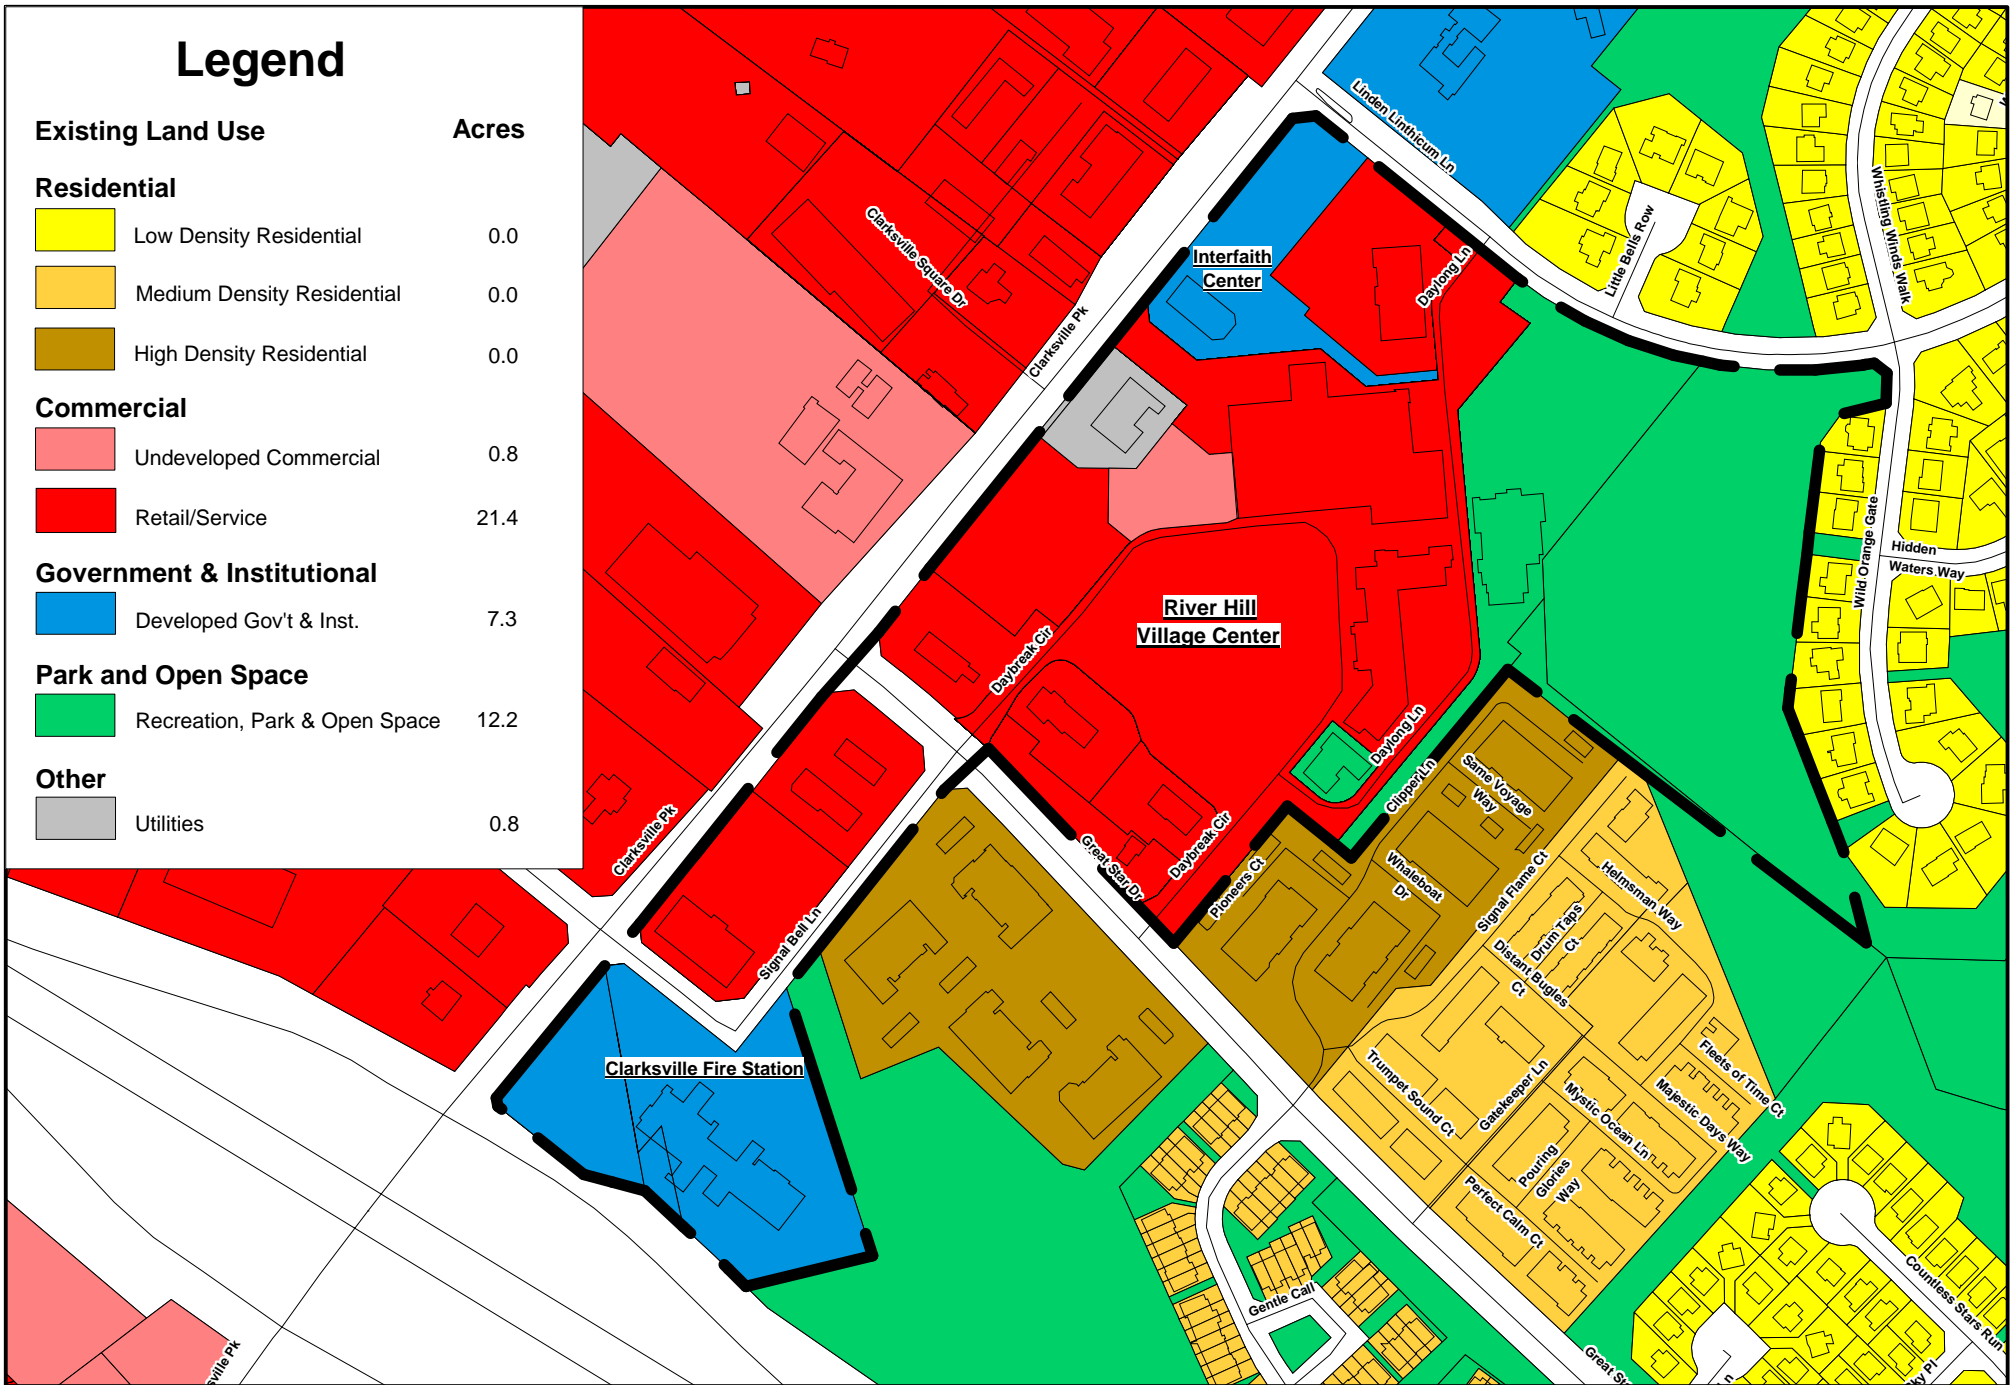 Legend
Existing Land Use Acres
Residential
Low Density Residential 0.0
Medium Density Residential 0.0
High Density Residential 0.0
Commercial
Undeveloped Commercial 0.8
Retail/Service 21.4
Government & Institutional
Developed Gov't & Inst. 7.3
Park and Open Space
Recreation, Park & Open Space 12.2
Other
Utilities 0.8
Linden Linthicum Ln
Clarksville Square Dr
Clarksville Pk
Interfaith
Center
Daylong Ln
Little Bells Row
Whistling Winds Walk
Wild Orange Gate
Hidden
Waters Way
River Hill
Village Center
Daybreak Cir
Daylong Ln
Clipper Ln
Same Voyage
Way
Clarksville Pk
Great Star Dr
Daybreak Cir
Pioneers Ct
Whaleboat
Dr
Signal Flame Ct
Helmsman Way
Drum Taps
Ct
Distant Bugles
Ct
Signal Bell Ln
Clarksville Fire Station
Trumpet Sound Ct
Gatekeeper Ln
Mystic Ocean Ln
Fleets of Time Ct
Majestic Days Way
Pouring
Glories
Way
Perfect Calm Ct
Gentle Call
Countless Stars Run
Great St
sville Pk
ky Pl
Ln